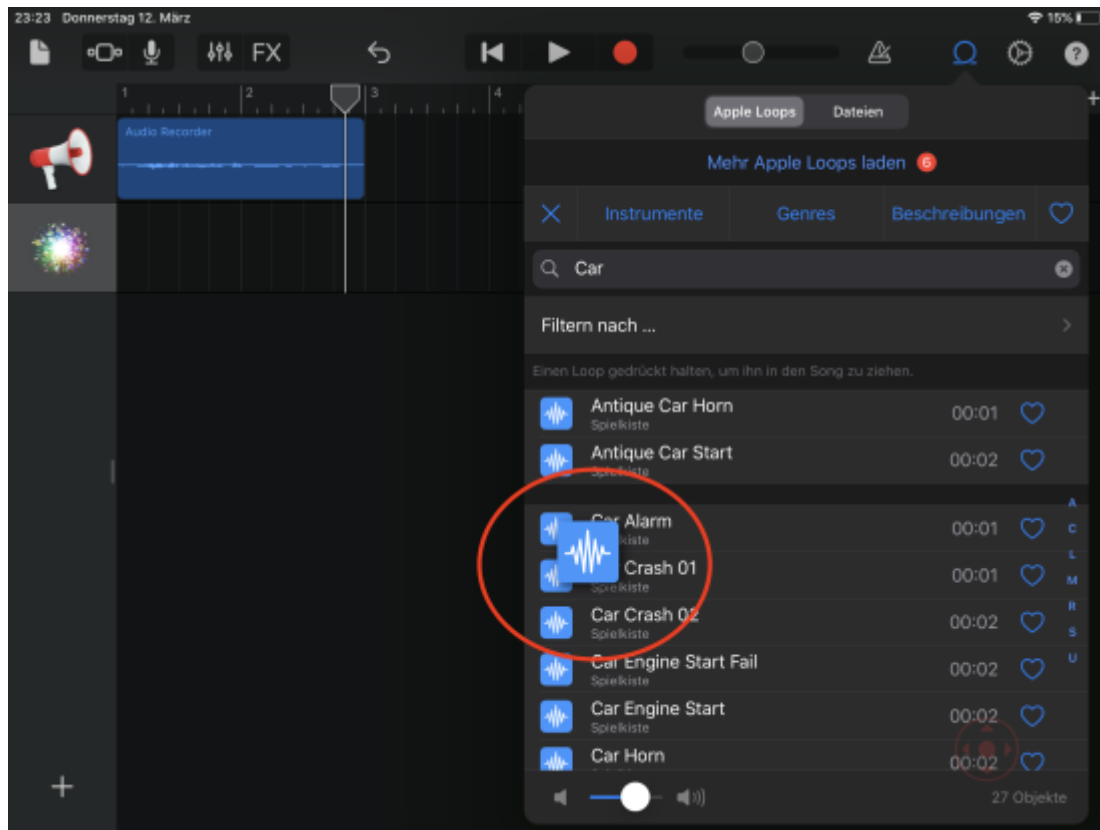 23:23 Donnerstag 12. März
15%
FX
?
1 2 3 4
+
Audio Recorder
Apple Loops Dateien
Mehr Apple Loops laden 6
Instrumente Genres Beschreibungen
Car
Filtern nach ...
Einen Loop gedrückt halten, um ihn in den Song zu ziehen.
Antique Car Horn 00:01
Spielkiste
Antique Car Start 00:02
Spielkiste
A
Car Alarm 00:01
kiste
C
L
Crash 01 00:01
Spielkiste
M
R
Car Crash 02 00:02
Spielkiste
S
U
Car Engine Start Fail 00:02
Spielkiste
Car Engine Start 00:02
Spielkiste
Car Horn 00:02
+
27 Objekte